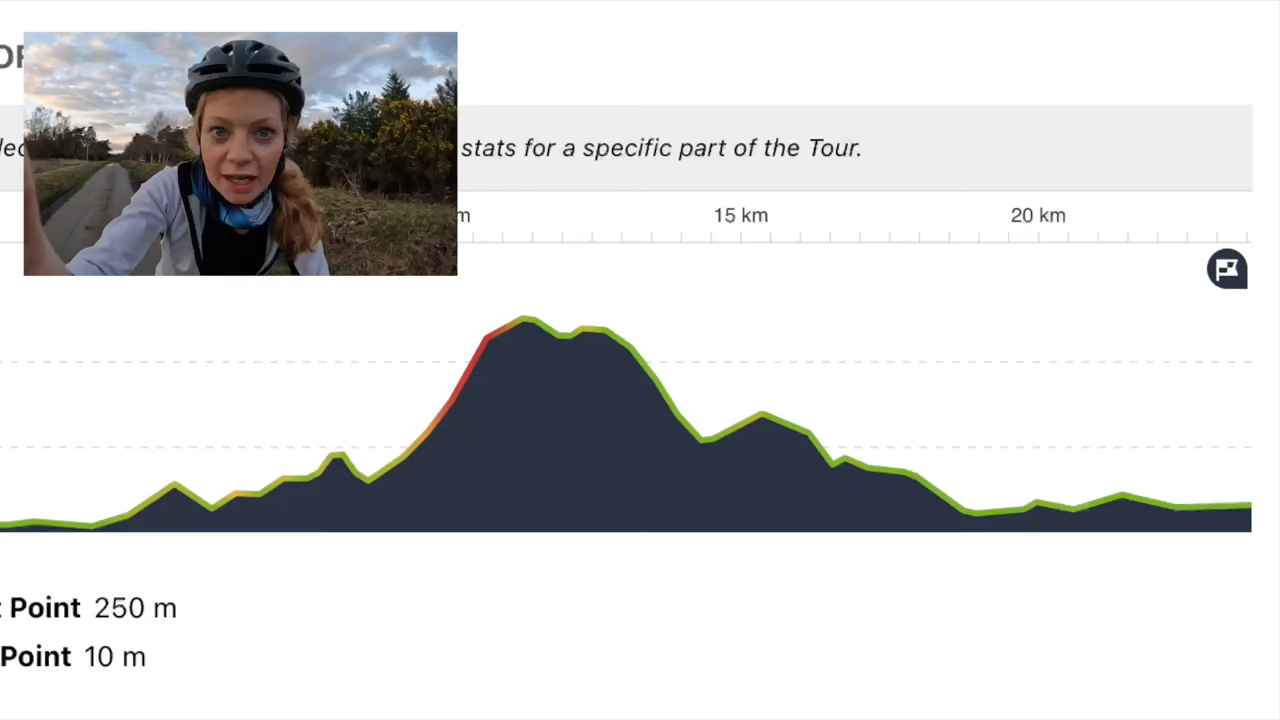 stats for a specific part of the Tour.
15 km
20 km
Point 250 m
Point 10 m